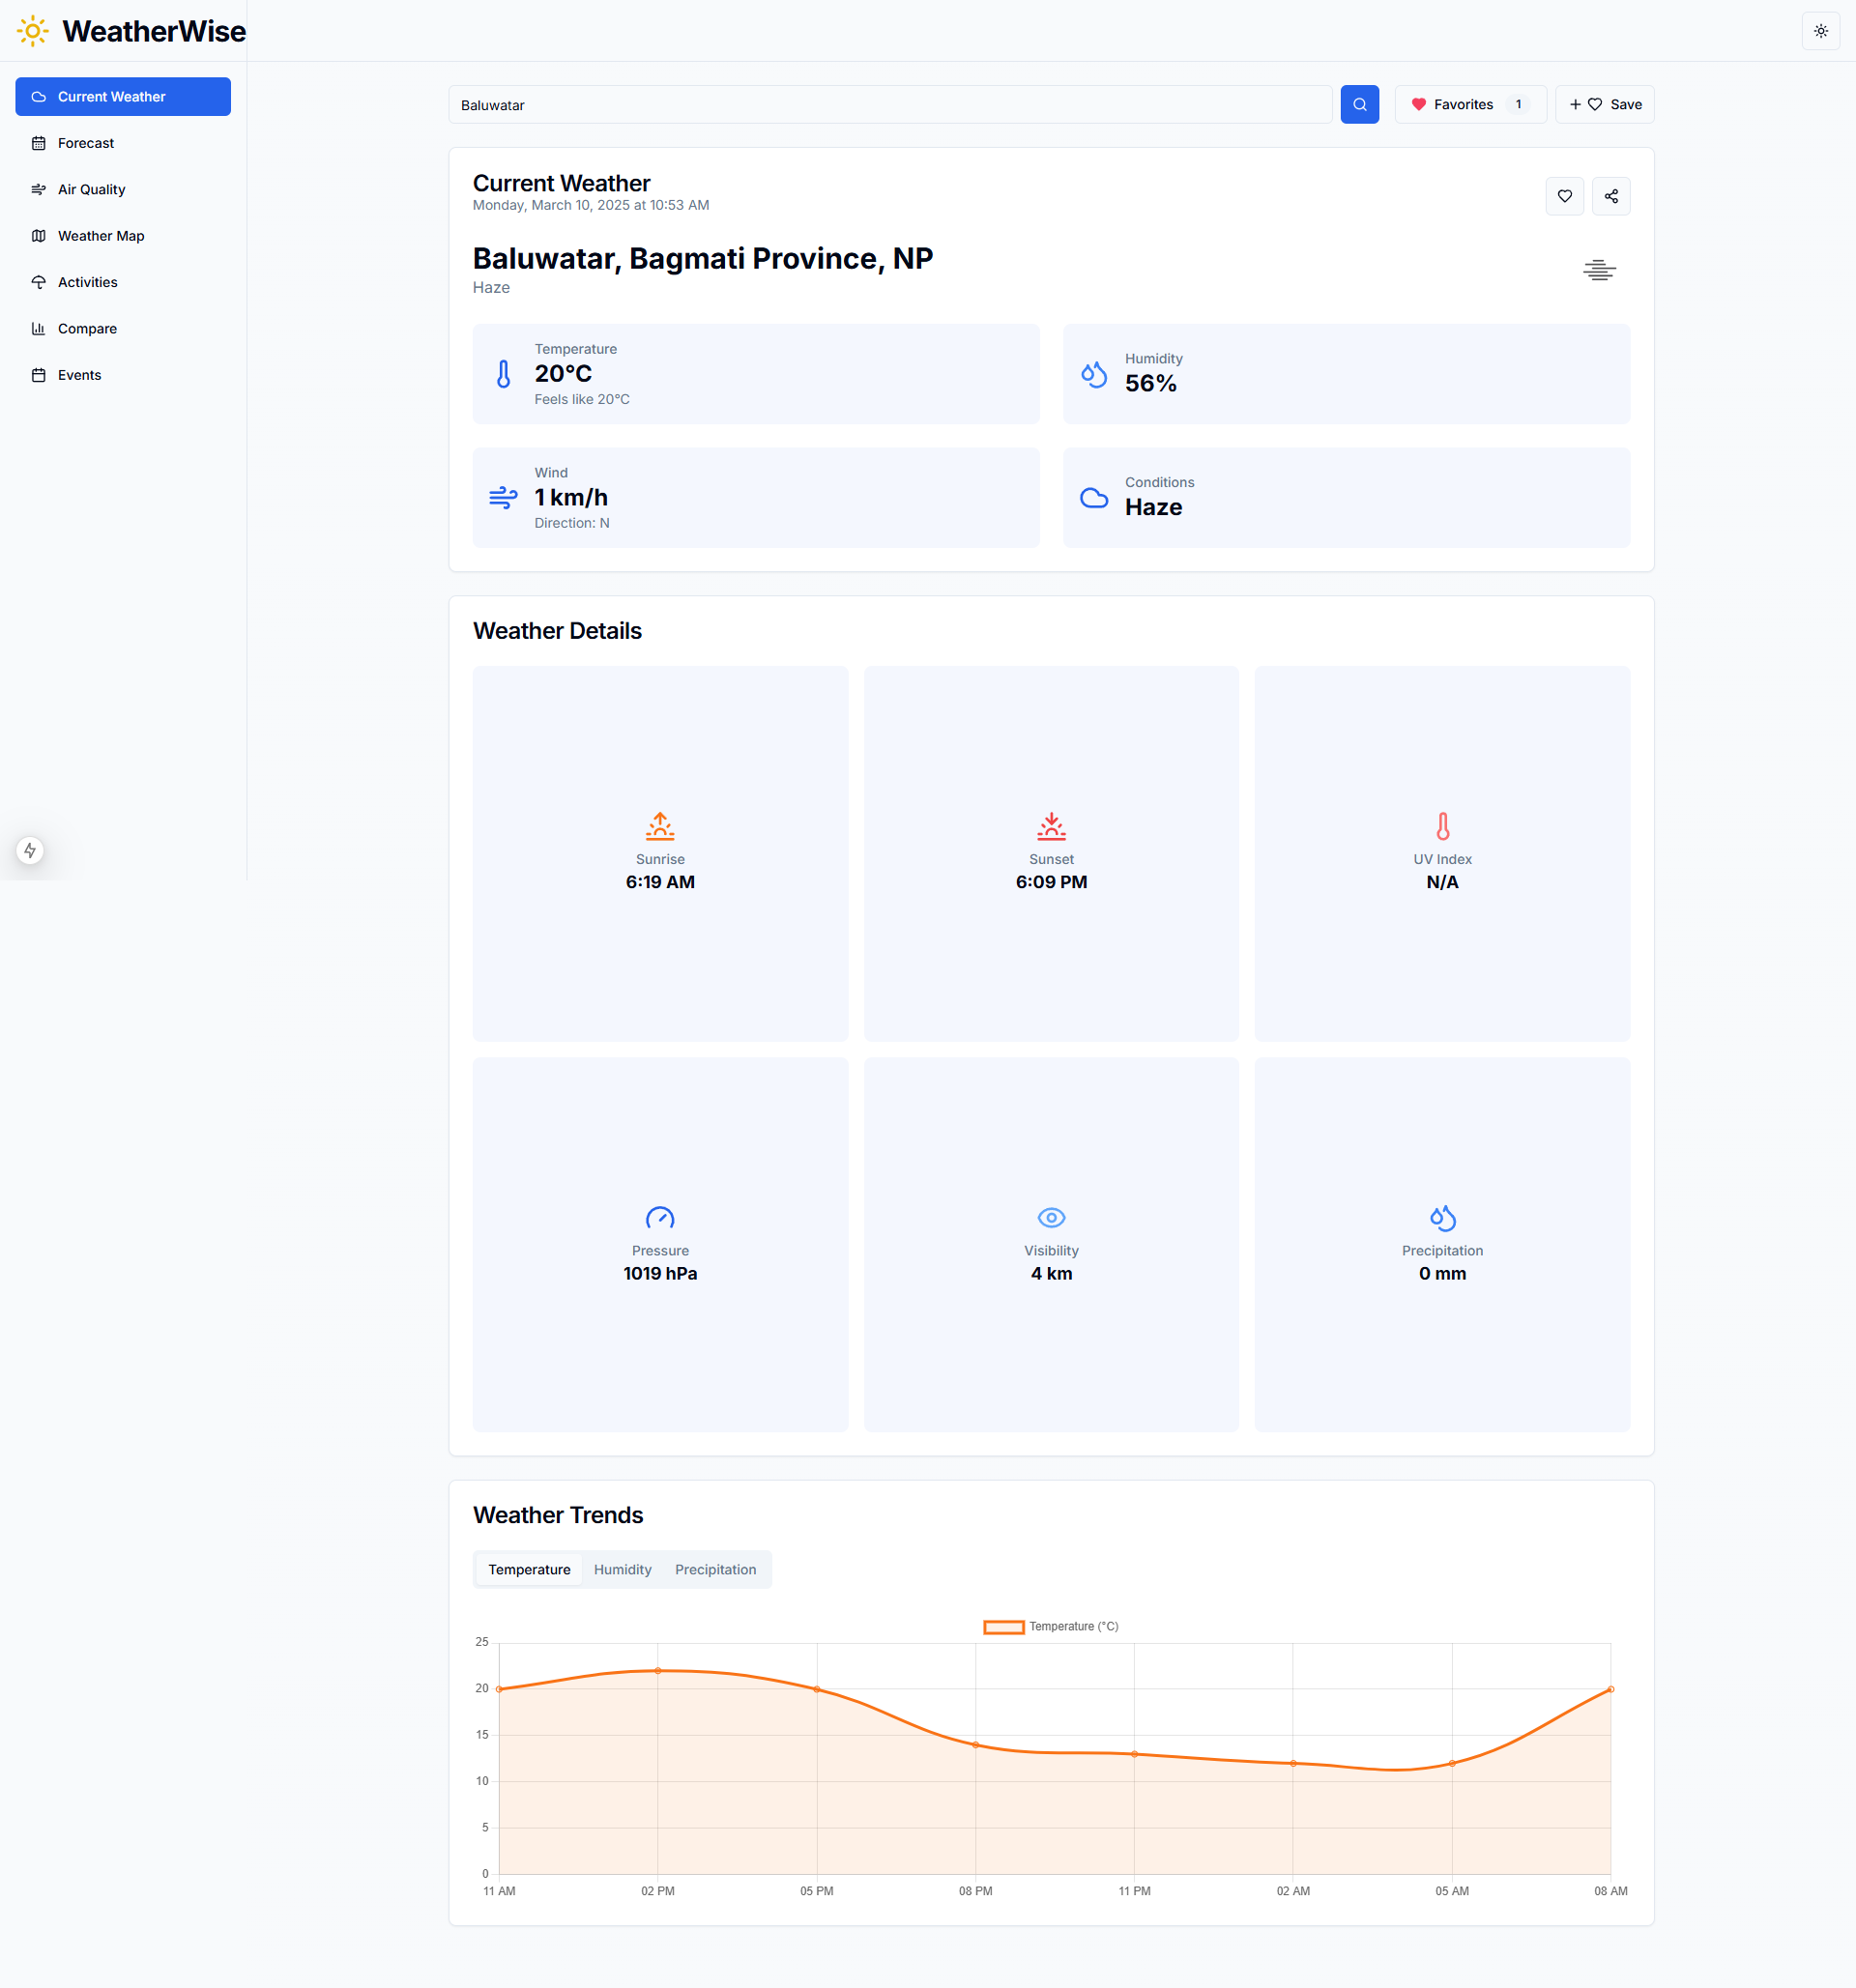 WeatherWise
Current Weather
Forecast
Air Quality
Weather Map
Activities
Compare
Events
Baluwatar
Favorites 1
Save
Current Weather
Monday, March 10, 2025 at 10:53 AM
Baluwatar, Bagmati Province, NP
Haze
Temperature
20°C
Feels like 20°C
Humidity
56%
Wind
1 km/h
Direction: N
Conditions
Haze
Weather Details
Sunrise
6:19 AM
Sunset
6:09 PM
UV Index
N/A
Pressure
1019 hPa
Visibility
4 km
Precipitation
0 mm
Weather Trends
Temperature Humidity Precipitation
Temperature (°C)
25
20
15
10
5
0
11 AM 02 PM 05 PM 08 PM 11 PM 02 AM 05 AM 08 AM